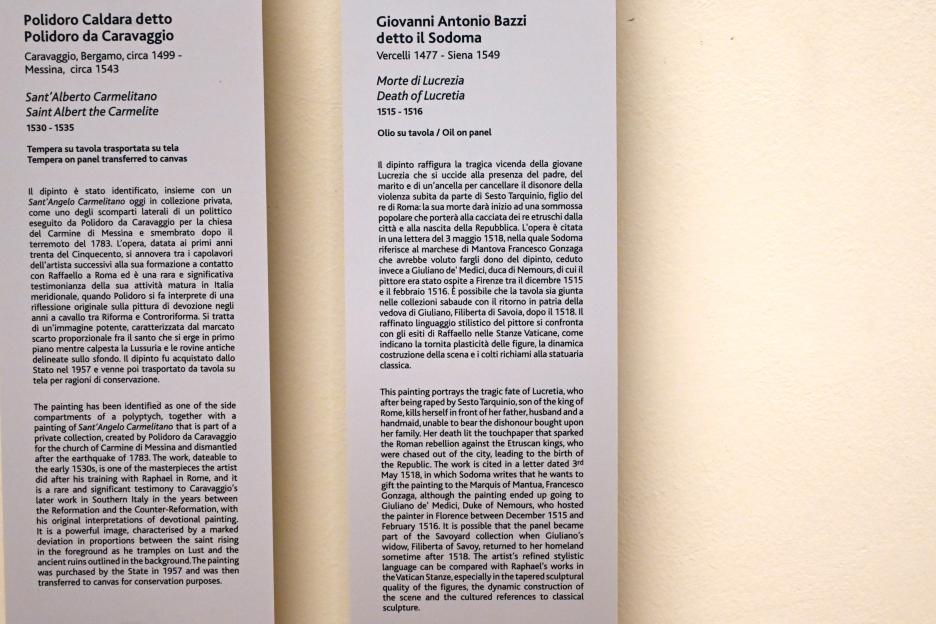 Polidoro Caldara detto
Polidoro da Caravaggio
Caravaggio, Bergamo, circa 1499 -
Messina, circa 1543
Sant'Alberto Carmelitano
Saint Albert the Carmelite
1530 - 1535
Tempera su tavola trasportata su tela
Tempera on panel transferred to canvas
Il dipinto è stato identificato, insieme con un
Sant'Angelo Carmelitano oggi in collezione privata,
come uno degli scomparti laterali di un polittico
eseguito da Polidoro da Caravaggio per la chiesa
del Carmine di Messina e smembrato dopo il
terremoto del 1783. L'opera, datata ai primi anni
trenta del Cinquecento, si annovera tra i capolavori
dell'artista successivi alla sua formazione a contatto
con Raffaello a Roma ed è una rara e significativa
testimonianza della sua attività matura in Italia
meridionale, quando Polidoro si fa interprete di una
riflessione originale sulla pittura di devozione negli
anni a cavallo tra Riforma e Controriforma. Si tratta
di un'immagine potente, caratterizzata dal marcato
scarto proporzionale fra il santo che si erge in primo
piano mentre calpesta la Lussuria e le rovine antiche
delineate sullo sfondo. Il dipinto fu acquistato dallo
Stato nel 1957 e venne poi trasportato da tavola su
tela per ragioni di conservazione.
The painting has been identified as one of the side
compartments of a polyptych, together with a
painting of Sant'Angelo Carmelitano that is part of a
private collection, created by Polidoro da Caravaggio
for the church of Carmine di Messina and dismantled
after the earthquake of 1783. The work, dateable to
the early 1530s, is one of the masterpieces the artist
did after his training with Raphael in Rome, and it
is a rare and significant testimony to Caravaggio's
later work in Southern Italy in the years between
the Reformation and the Counter-Reformation, with
his original interpretations of devotional painting.
It is a powerful image, characterised by a marked
deviation in proportions between the saint rising
in the foreground as he tramples on Lust and the
ancient ruins outlined in the background. The painting
was purchased by the State in 1957 and was then
transferred to canvas for conservation purposes.
Giovanni Antonio Bazzi
detto il Sodoma
Vercelli 1477 - Siena 1549
Morte di Lucrezia
Death of Lucretia
1515 - 1516
Olio su tavola / Oil on panel
Il dipinto raffigura la tragica vicenda della giovane
Lucrezia che si uccide alla presenza del padre, del
marito e di un'ancella per cancellare il disonore della
violenza subita da parte di Sesto Tarquinio, figlio del
re di Roma: la sua morte darà inizio ad una sommossa
popolare che porterà alla cacciata dei re etruschi dalla
città e alla nascita della Repubblica. L'opera è citata
in una lettera del 3 maggio 1518, nella quale Sodoma
riferisce al marchese di Mantova Francesco Gonzaga
che avrebbe voluto fargli dono del dipinto, ceduto
invece a Giuliano de' Medici, duca di Nemours, di cui il
pittore era stato ospite a Firenze tra il dicembre 1515
e il febbraio 1516. È possibile che la tavola sia giunta
nelle collezioni sabaude con il ritorno in patria della
vedova di Giuliano, Filiberta di Savoia, dopo il 1518. Il
raffinato linguaggio stilistico del pittore si confronta
con gli esiti di Raffaello nelle Stanze Vaticane, come
indicano la tornita plasticità delle figure, la dinamica
costruzione della scena e i colti richiami alla statuaria
classica.
This painting portrays the tragic fate of Lucretia, who
after being raped by Sesto Tarquinio, son of the king of
Rome, kills herself in front of her father, husband and a
handmaid, unable to bear the dishonour bought upon
her family. Her death lit the touchpaper that sparked
the Roman rebellion against the Etruscan kings, who
were chased out of the city, leading to the birth of
the Republic. The work is cited in a letter dated 3rd
May 1518, in which Sodoma writes that he wants to
gift the painting to the Marquis of Mantua, Francesco
Gonzaga, although the painting ended up going to
Giuliano de' Medici, Duke of Nemours, who hosted
the painter in Florence between December 1515 and
February 1516. It is possible that the panel became
part of the Savoyard collection when Giuliano's
widow, Filiberta of Savoy, returned to her homeland
sometime after 1518. The artist's refined stylistic
language can be compared with Raphael's works in
the Vatican Stanze, especially in the tapered sculptural
quality of the figures, the dynamic construction of
the scene and the cultured references to classical
sculpture.